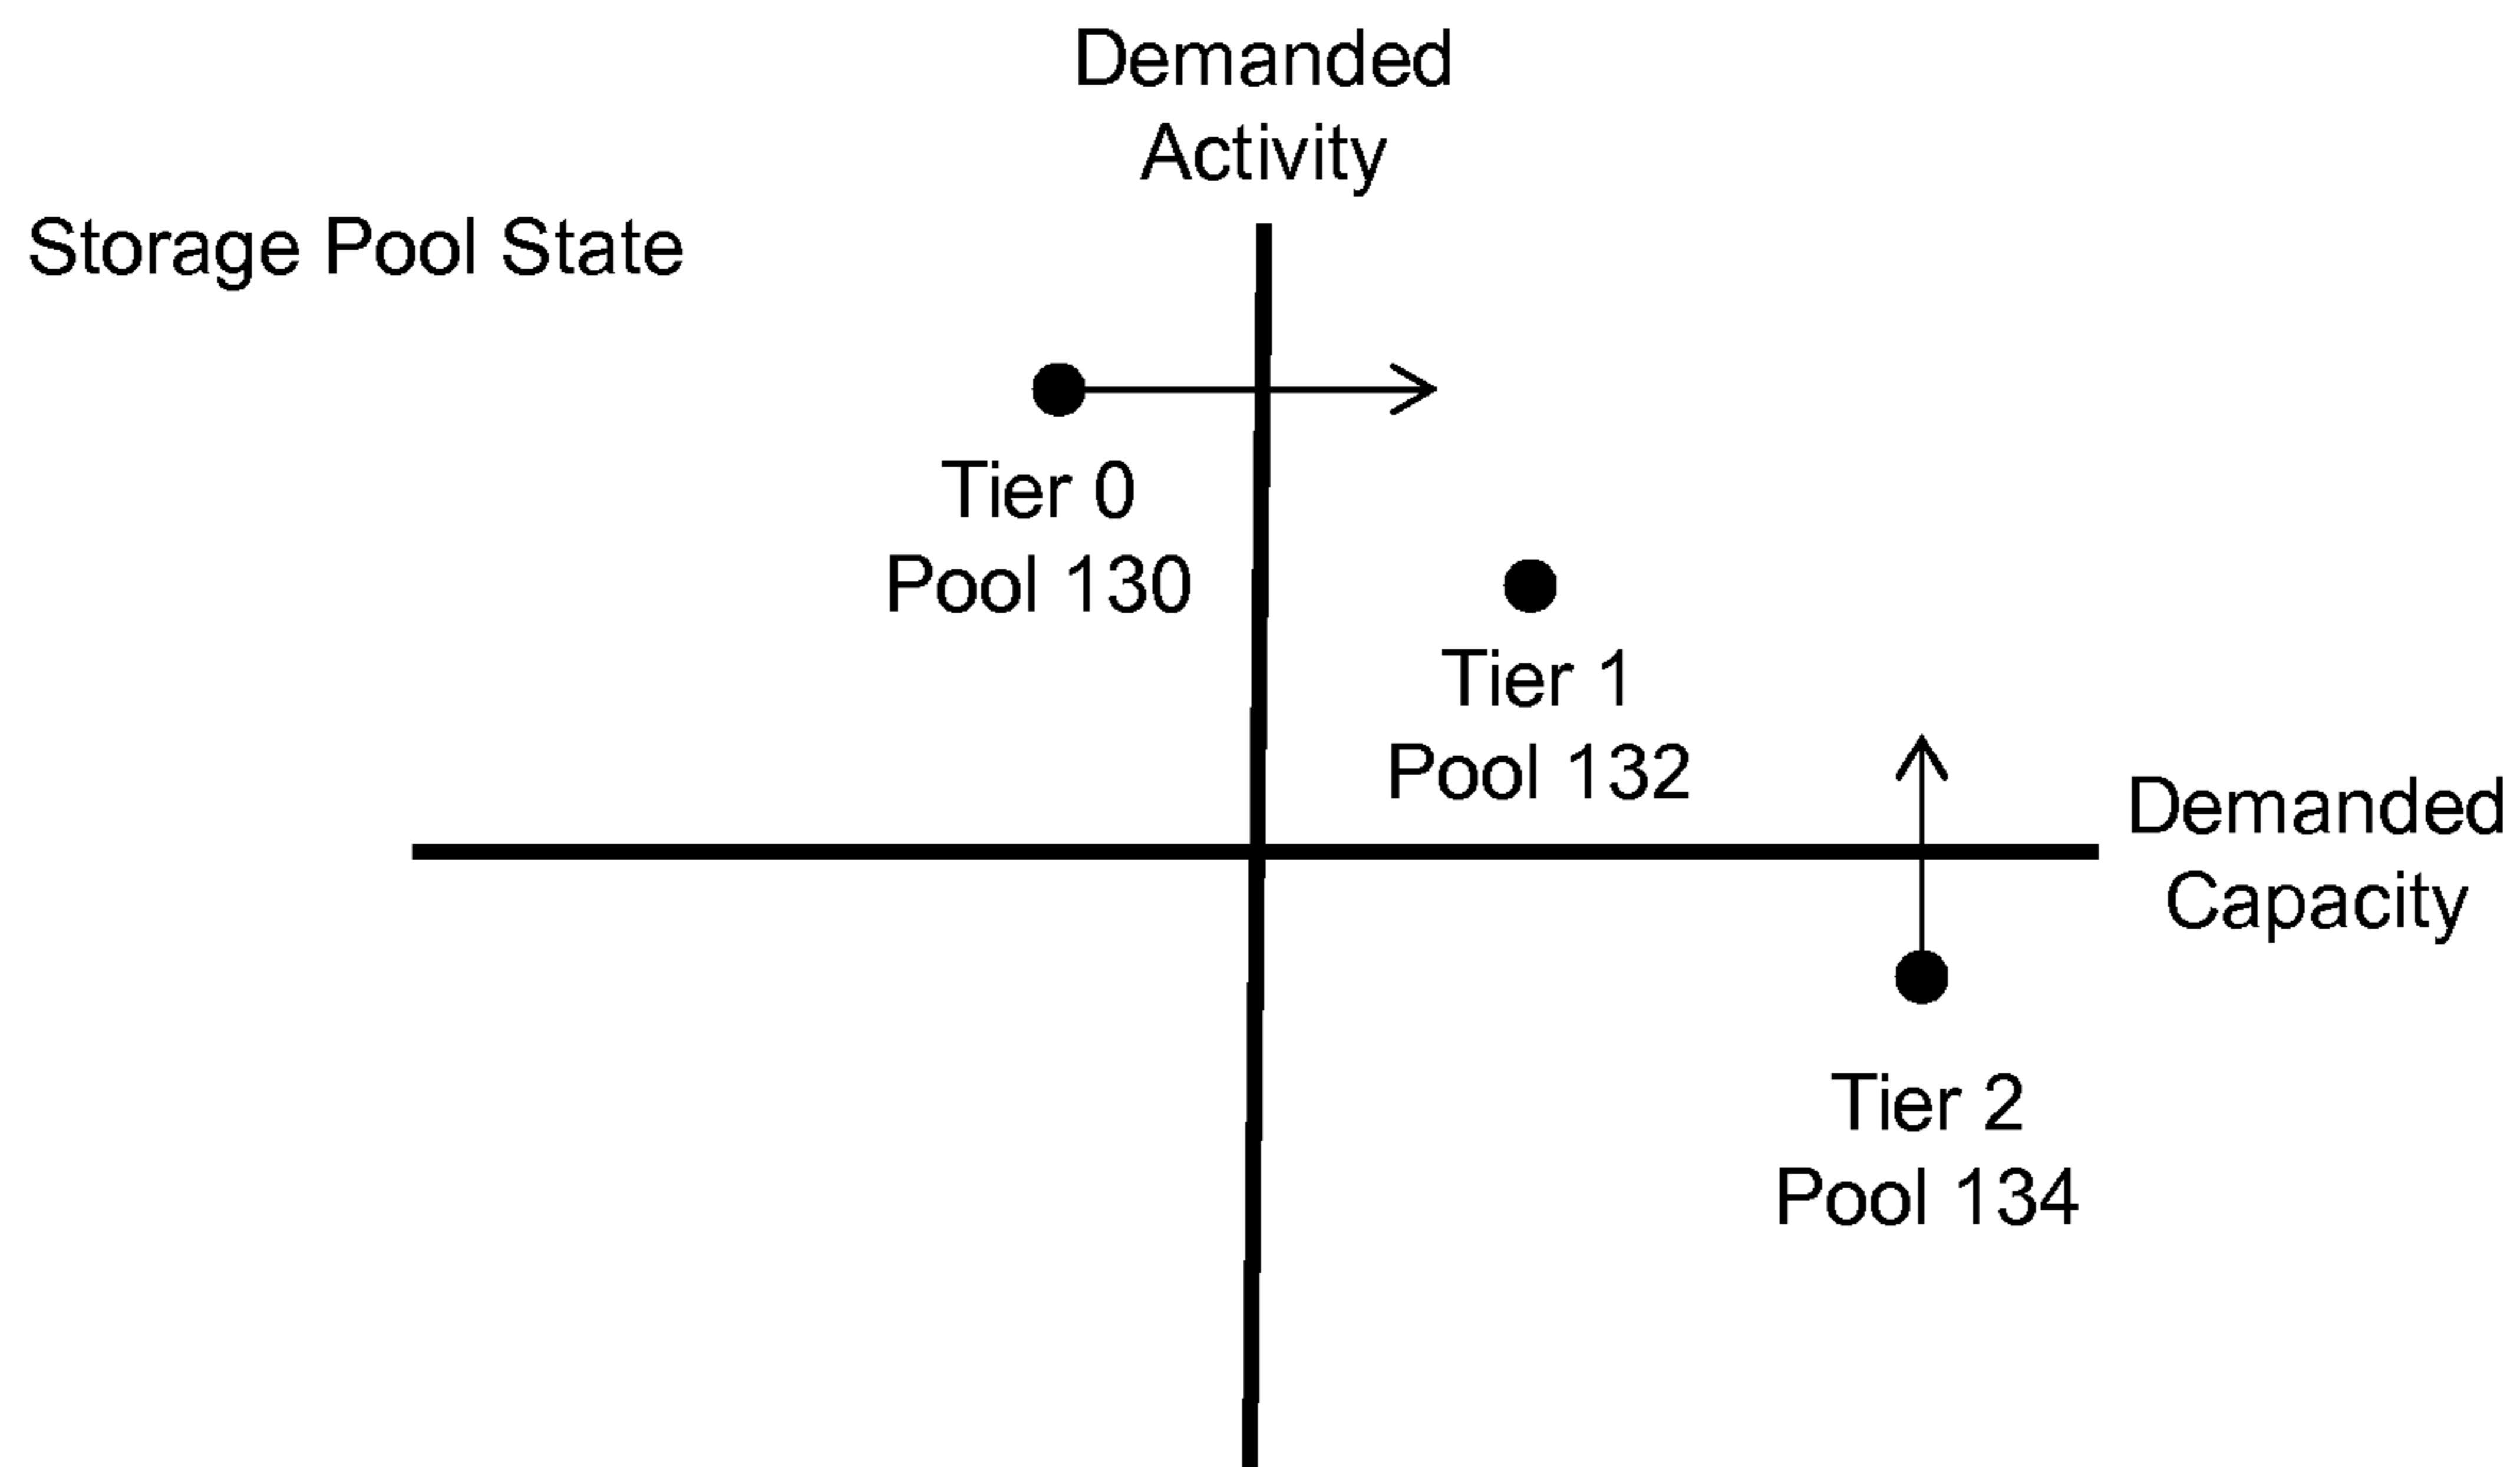 Demanded
Activity
Storage Pool State
Tier 0
Pool 130
Tier 1
Pool 132
Demanded
Capacity
Tier 2
Pool 134